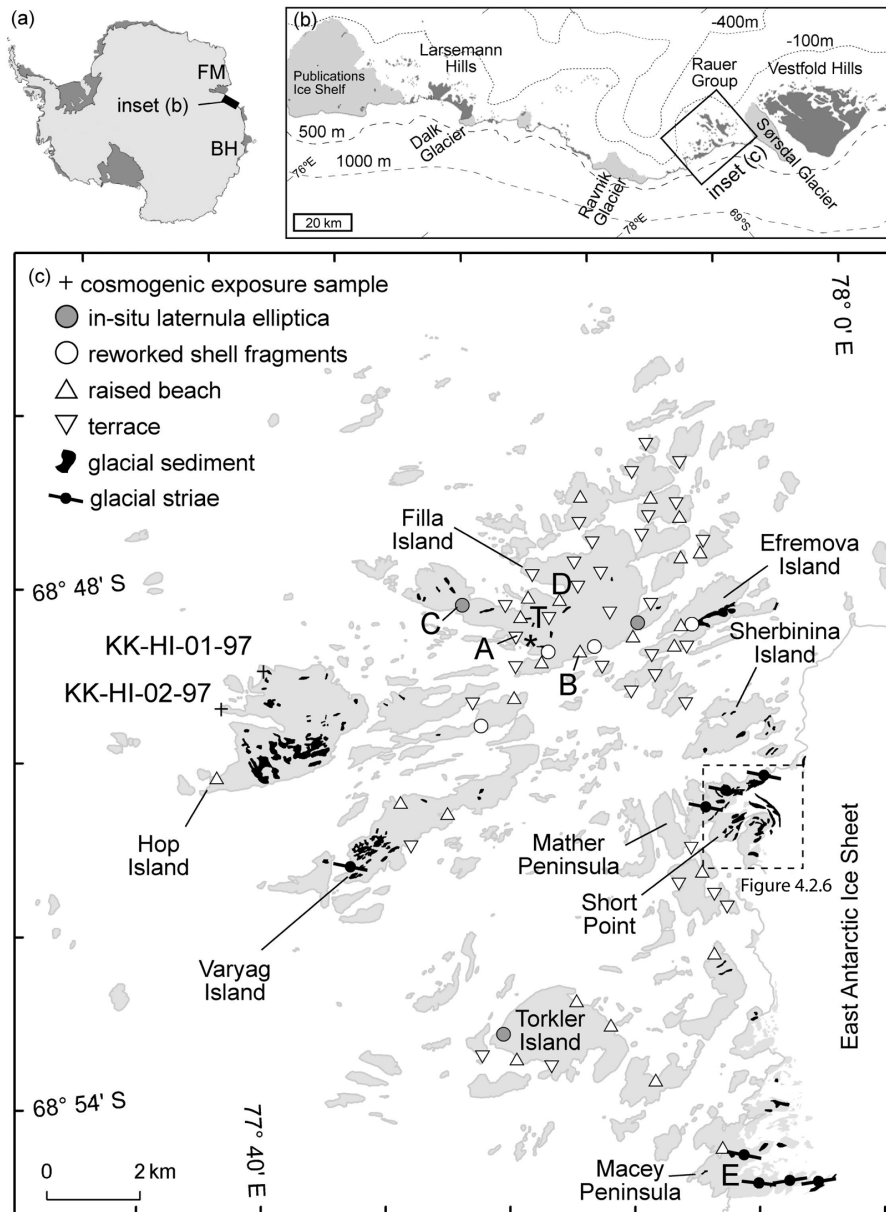 (a)
FM
inset (b)
BH
(b)
Publications
Ice Shelf
Larsemann
Hills
-400m
-100m
Rauer
Group
Vestfold Hills
500 m
76°E
1000 m
Dalk
Glacier
Ravnik
Glacier
inset (c)
Sørsdal Glacier
20 km
78°E
69°S
(c)
+ cosmogenic exposure sample
in-situ laternula elliptica
reworked shell fragments
raised beach
terrace
glacial sediment
glacial striae
78° 0' E
Filla
Island
68° 48' S
Efremova
Island
D
C
T
A
*
B
Sherbinina
Island
KK-HI-01-97
KK-HI-02-97
Hop
Island
Mather
Peninsula
Short
Point
Figure 4.2.6
Varyag
Island
East Antarctic Ice Sheet
Torkler
Island
68° 54' S
77° 40' E
0 2 km
Macey
Peninsula
E